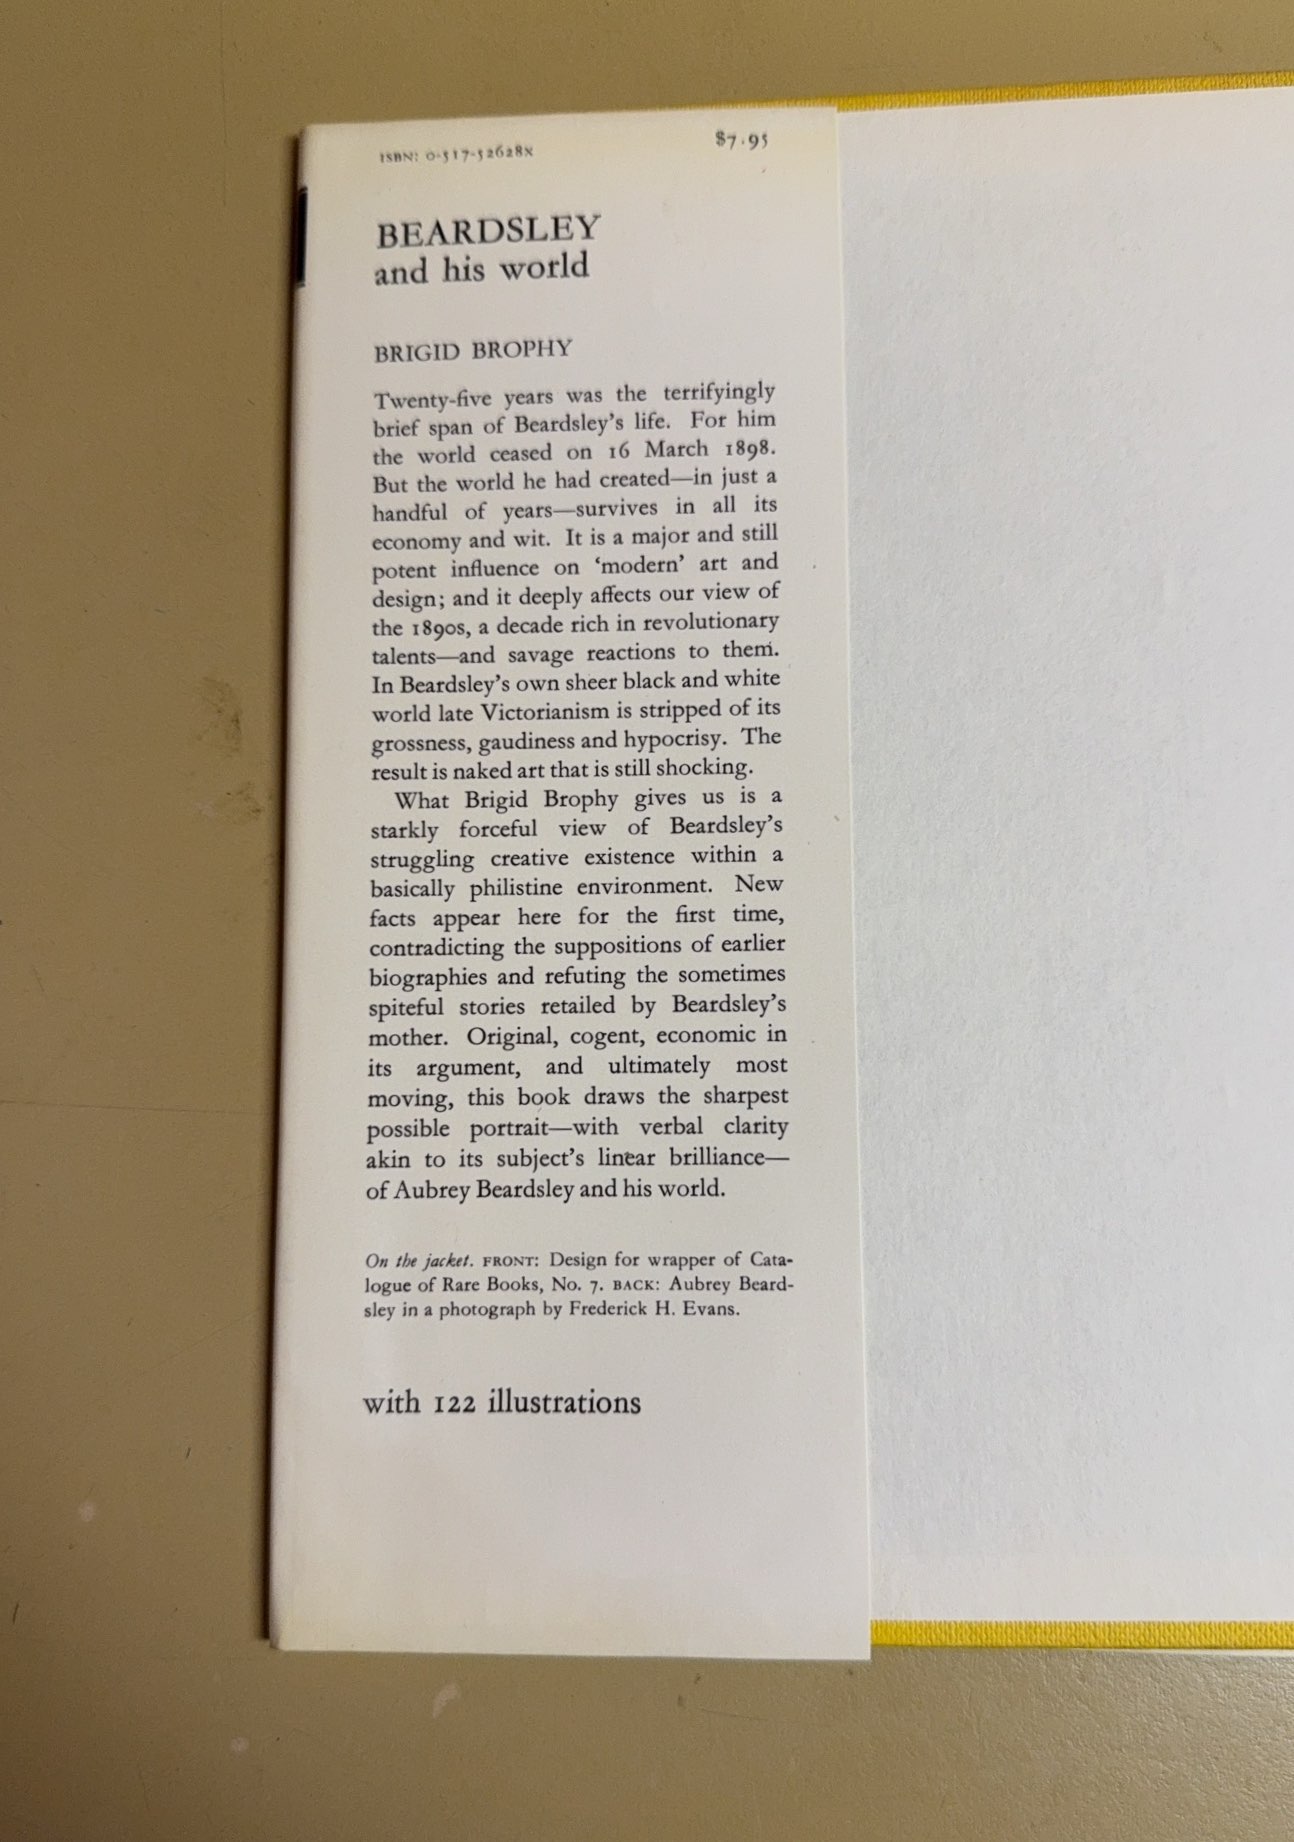 ISBN: 0-517-52628X
$7.95
BEARDSLEY
and his world
BRIGID BROPHY
Twenty-five years was the terrifyingly
brief span of Beardsley's life. For him
the world ceased on 16 March 1898.
But the world he had created—in just a
handful of years—survives in all its
economy and wit. It is a major and still
potent influence on 'modern' art and
design; and it deeply affects our view of
the 1890s, a decade rich in revolutionary
talents—and savage reactions to them.
In Beardsley's own sheer black and white
world late Victorianism is stripped of its
grossness, gaudiness and hypocrisy. The
result is naked art that is still shocking.
What Brigid Brophy gives us is a
starkly forceful view of Beardsley's
struggling creative existence within a
basically philistine environment. New
facts appear here for the first time,
contradicting the suppositions of earlier
biographies and refuting the sometimes
spiteful stories retailed by Beardsley's
mother. Original, cogent, economic in
its argument, and ultimately most
moving, this book draws the sharpest
possible portrait—with verbal clarity
akin to its subject's linear brilliance—
of Aubrey Beardsley and his world.
On the jacket. FRONT: Design for wrapper of Cata-
logue of Rare Books, No. 7. BACK: Aubrey Beard-
sley in a photograph by Frederick H. Evans.
with 122 illustrations